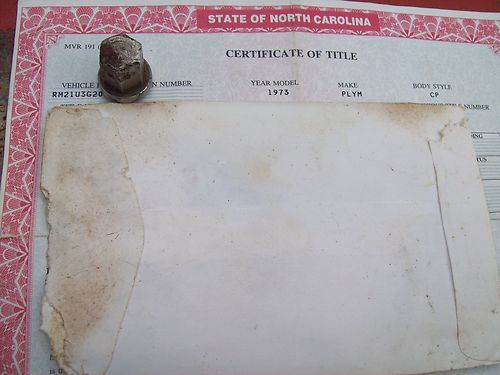 STATE OF NORTH CAROLINA
MVR 191
CERTIFICATE OF TITLE
VEHICLE N NUMBER YEAR MODEL MAKE BODY STYLE
RM21U3G20 1973 PLYM CP
NUMBER